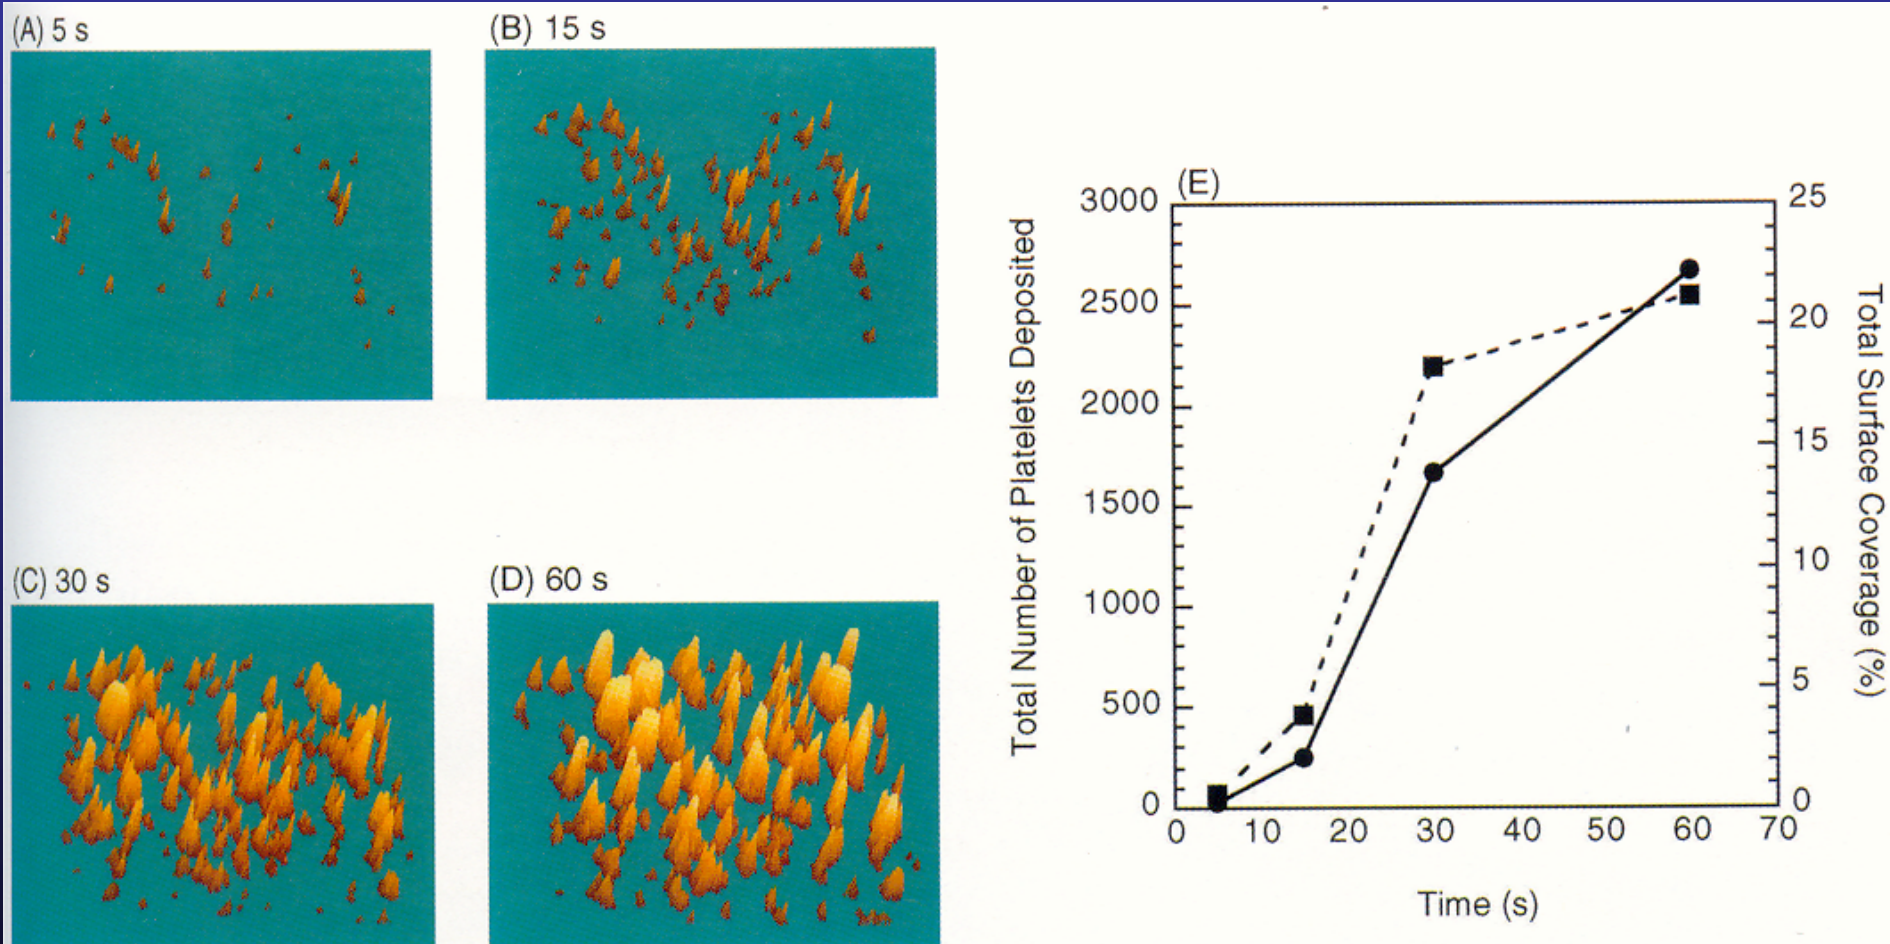 (A) 5 s
(B) 15 s
(C) 30 s
(D) 60 s
(E)
Total Number of Platelets Deposited
3000
2500
2000
1500
1000
500
0
0 10 20 30 40 50 60 70
Time (s)
25
20
15
10
5
0
Total Surface Coverage (%)